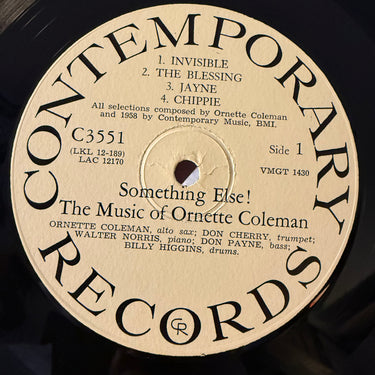 CONTEMPORARY
1. INVISIBLE
2. THE BLESSING
3. JAYNE
4. CHIPPIE
All selections composed by Ornette Coleman
and 1958 by Contemporary Music, BMI.
C3551
(LKL 12-189)
LAC 12170
Side 1
VMGT 1430
Something Else!
The Music of Ornette Coleman
ORNETTE COLEMAN, alto sax; DON CHERRY, trumpet;
WALTER NORRIS, piano; DON PAYNE, bass;
BILLY HIGGINS, drums.
RECORDS
CR